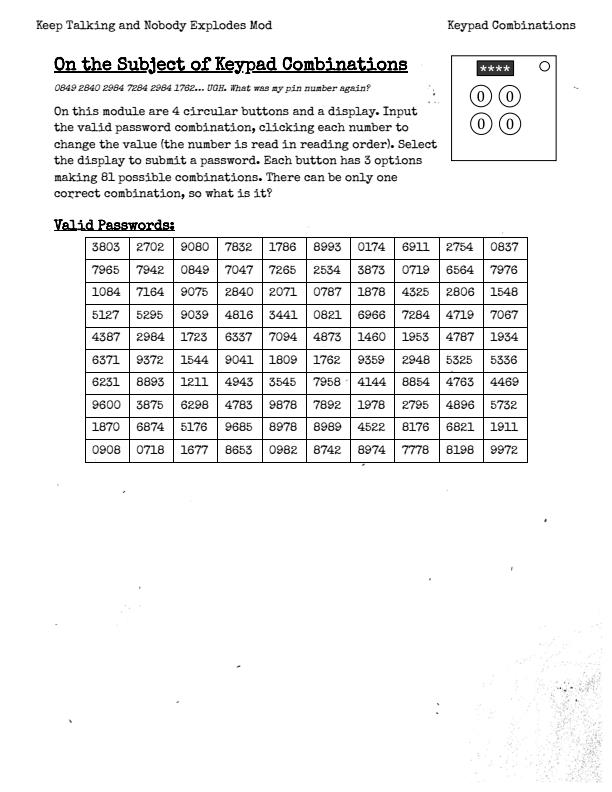 Keep Talking and Nobody Explodes Mod
Keypad Combinations
On the Subject of Keypad Combinations
0849 2840 2984 7284 2984 1762... UGH. What was my pin number again?
On this module are 4 circular buttons and a display. Input
the valid password combination, clicking each number to
change the value (the number is read in reading order). Select
the display to submit a password. Each button has 3 options
making 81 possible combinations. There can be only one
correct combination, so what is it?
****
0 0
0 0
Valid Passwords:
3803 2702 9080 7832 1786 8993 0174 6911 2754 0837
7965 7942 0849 7047 7265 2534 3873 0719 6564 7976
1084 7164 9075 2840 2071 0787 1878 4325 2806 1548
5127 5295 9039 4816 3441 0821 6966 7284 4719 7067
4387 2984 1723 6337 7094 4873 1460 1953 4787 1934
6371 9372 1544 9041 1809 1762 9359 2948 5325 5336
6231 8893 1211 4943 3545 7958 4144 8854 4763 4469
9600 3875 6298 4783 9878 7892 1978 2795 4896 5732
1870 6874 5176 9685 8978 8989 4522 8176 6821 1911
0908 0718 1677 8653 0982 8742 8974 7778 8198 9972